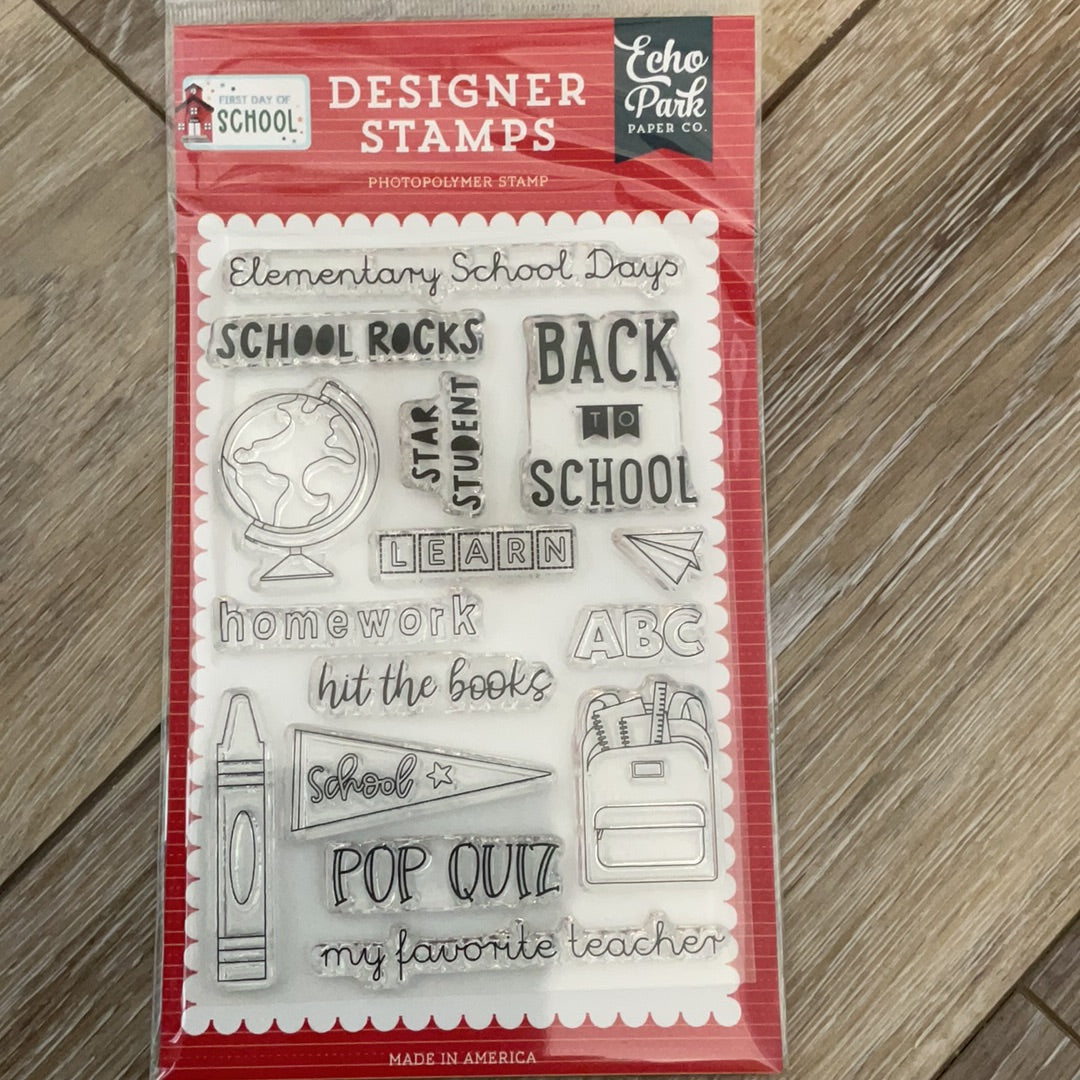 FIRST DAY OF
SCHOOL
DESIGNER
STAMPS
PHOTOPOLYMER STAMP
Echo
Park
PAPER CO.
Elementary School Days
SCHOOL ROCKS
STAR
STUDENT
BACK
TO
SCHOOL
LEARN
homework
ABC
hit the books
School
POP QUIZ
my favorite teacher
MADE IN AMERICA